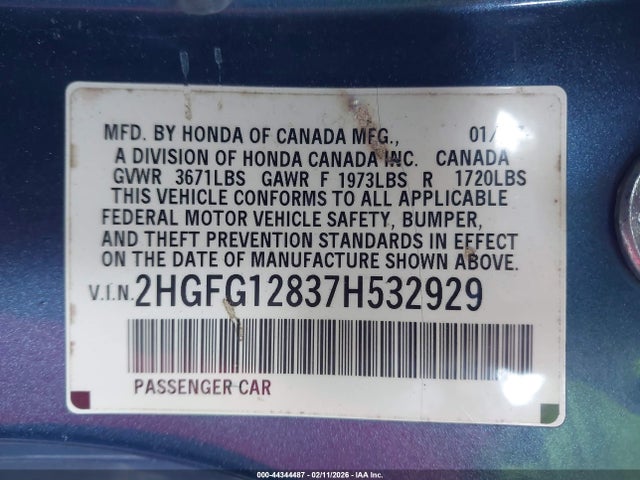 MFD. BY HONDA OF CANADA MFG., 01/
A DIVISION OF HONDA CANADA INC. CANADA
GVWR 3671LBS GAWR F 1973LBS R 1720LBS
THIS VEHICLE CONFORMS TO ALL APPLICABLE
FEDERAL MOTOR VEHICLE SAFETY, BUMPER,
AND THEFT PREVENTION STANDARDS IN EFFECT
ON THE DATE OF MANUFACTURE SHOWN ABOVE.
V.I.N. 2HGFG12837H532929
PASSENGER CAR
000-44344487 - 02/11/2026 - IAA Inc.